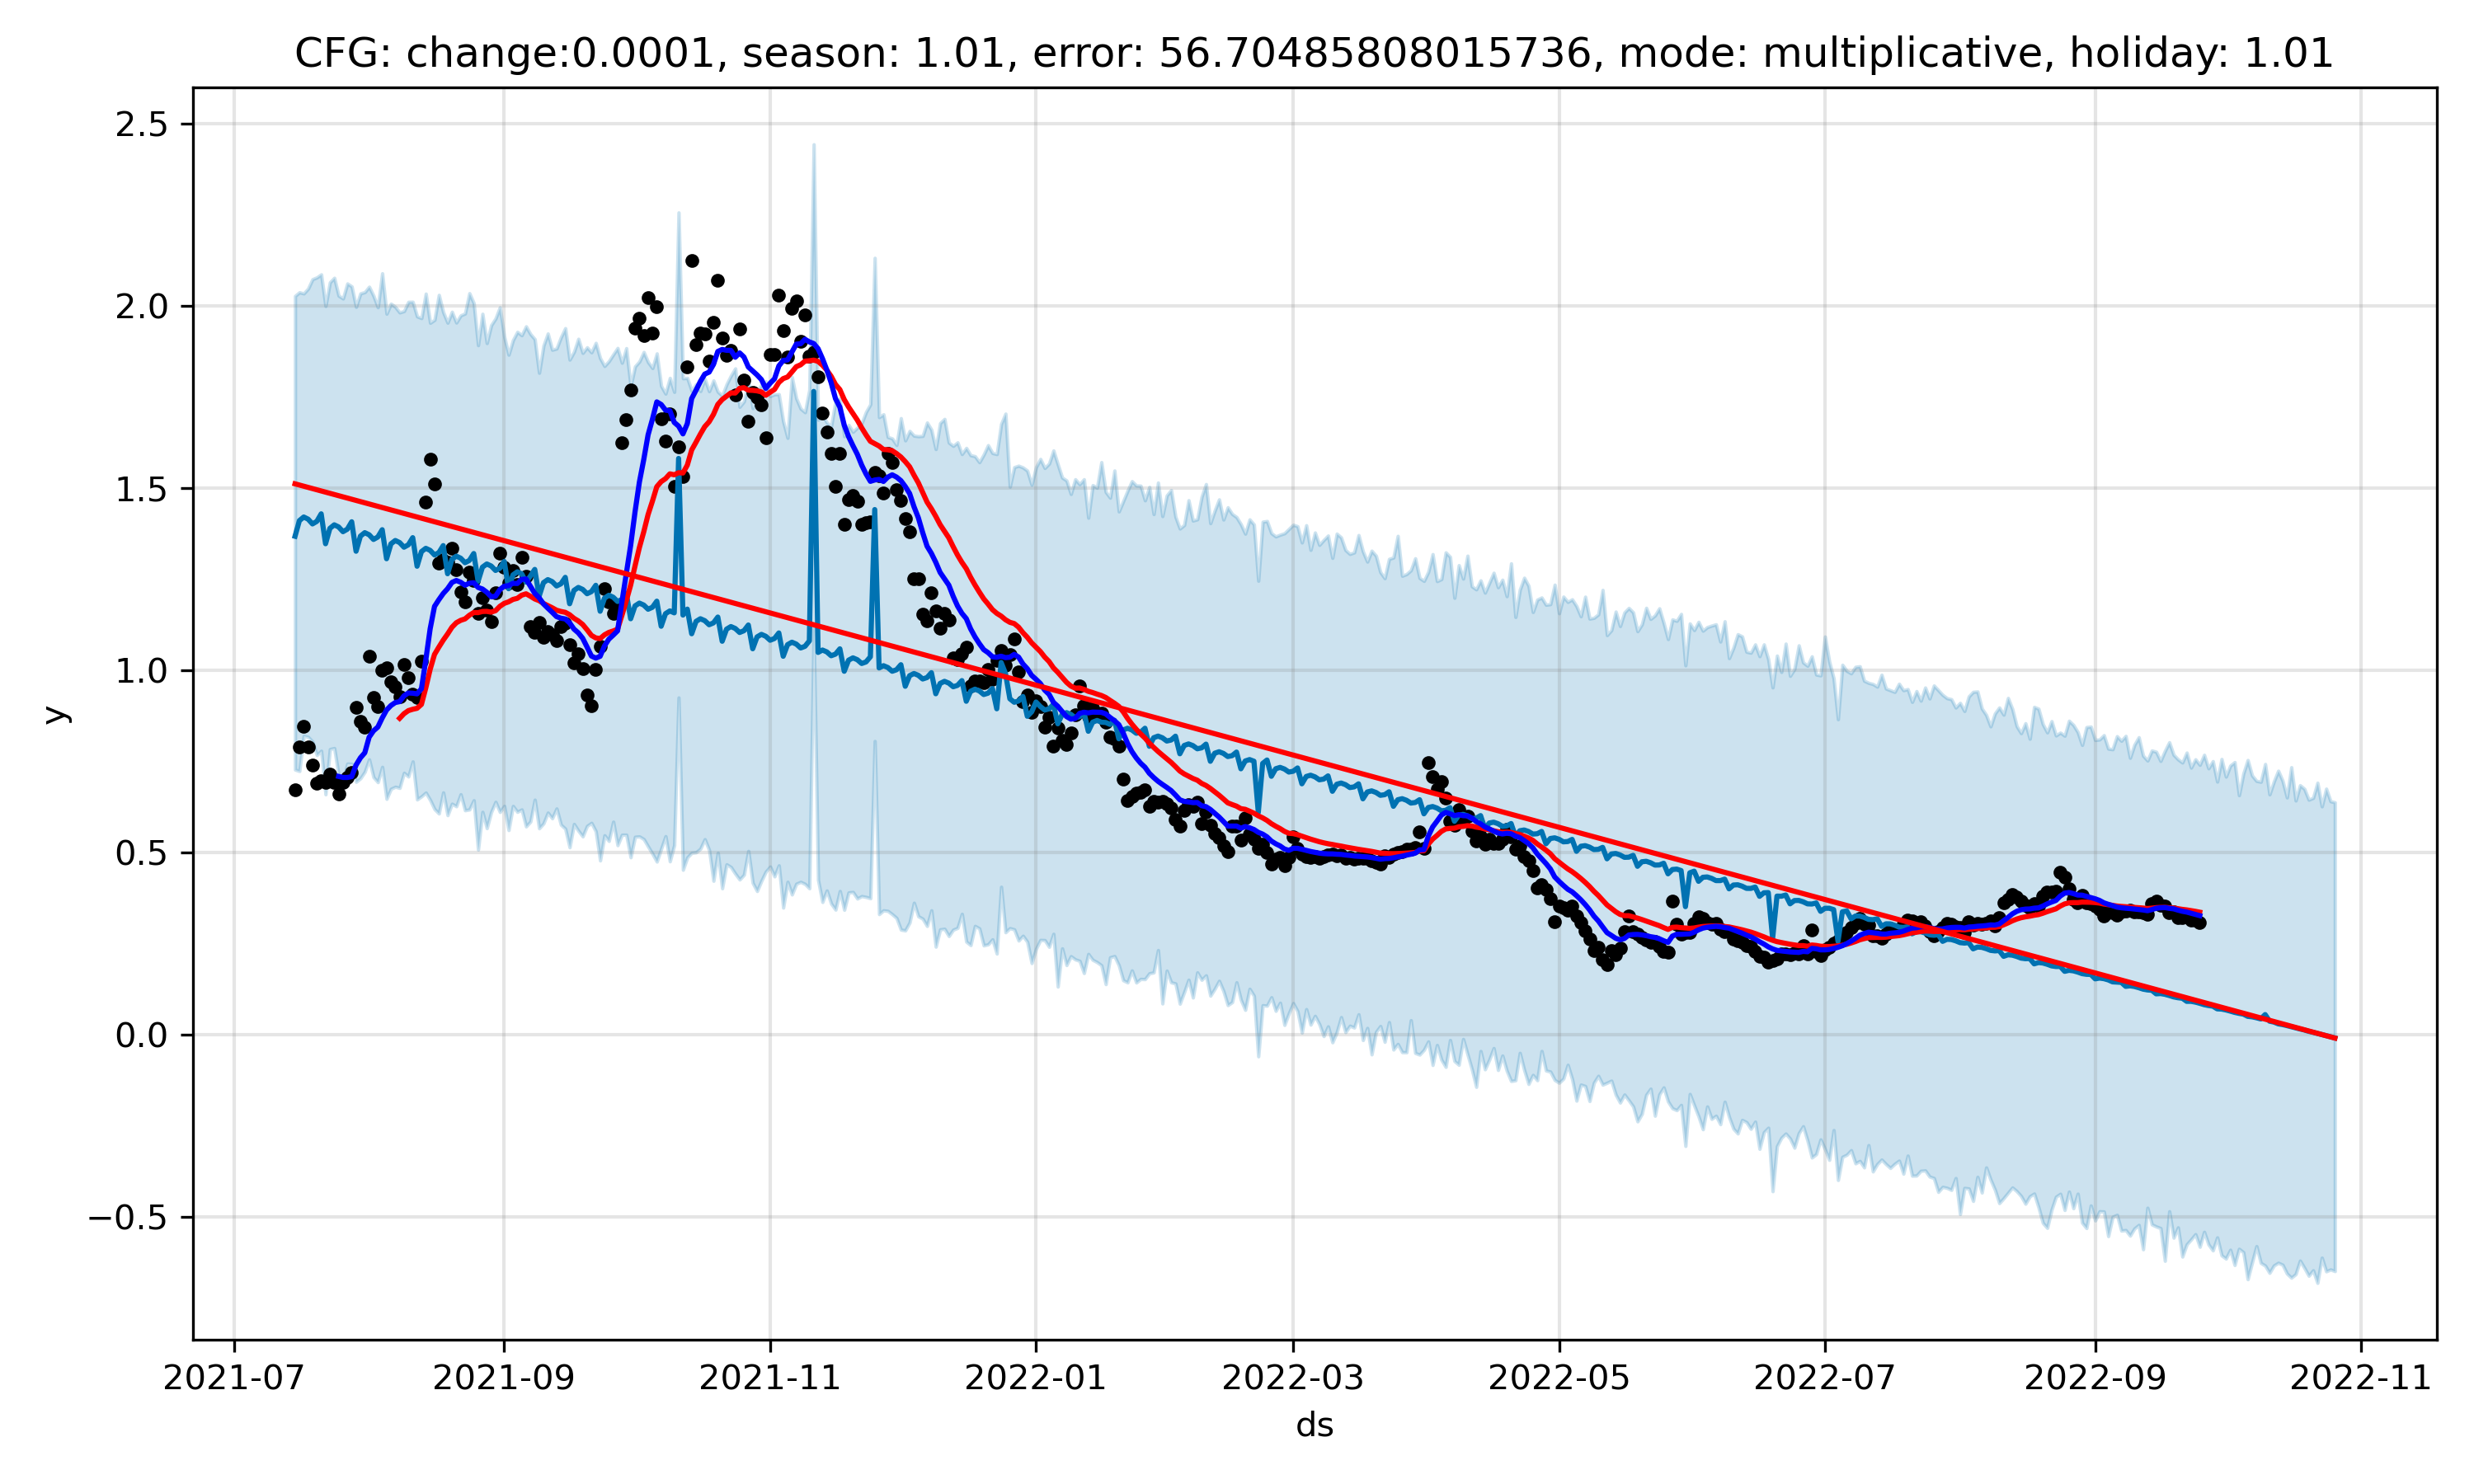 CFG: change:0.0001, season: 1.01, error: 56.70485808015736, mode: multiplicative, holiday: 1.01
2.5
2.0
1.5
1.0
0.5
0.0
−0.5
y
2021-07 2021-09 2021-11 2022-01 2022-03 2022-05 2022-07 2022-09 2022-11
ds